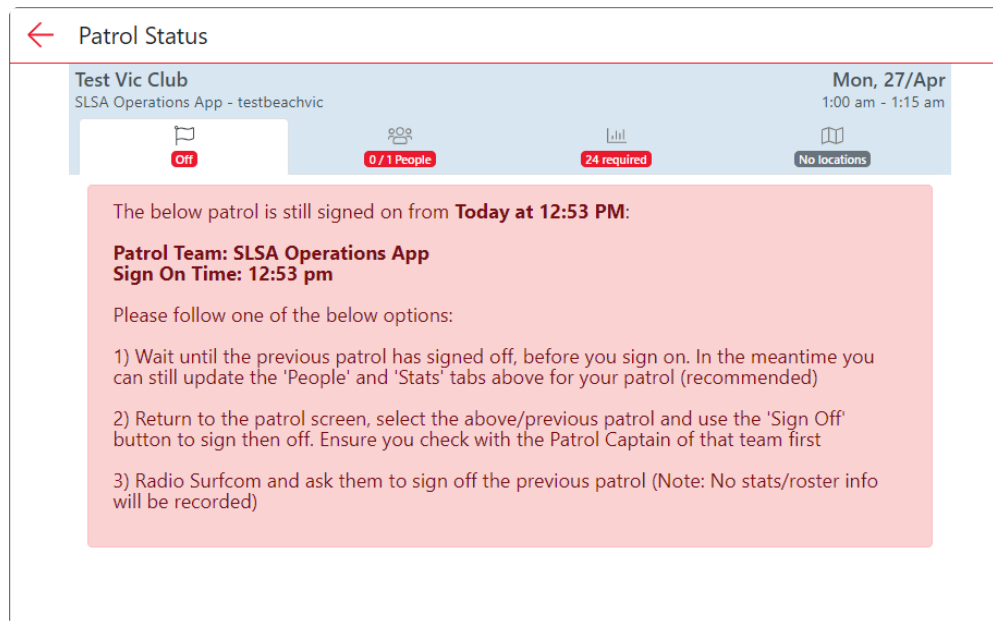 Patrol Status
Test Vic Club
Mon, 27/Apr
SLSA Operations App - testbeachvic
1:00 am - 1:15 am
Off
0 / 1 People
24 required
No locations
The below patrol is still signed on from Today at 12:53 PM:
Patrol Team: SLSA Operations App
Sign On Time: 12:53 pm
Please follow one of the below options:
1) Wait until the previous patrol has signed off, before you sign on. In the meantime you
can still update the 'People' and 'Stats' tabs above for your patrol (recommended)
2) Return to the patrol screen, select the above/previous patrol and use the 'Sign Off'
button to sign then off. Ensure you check with the Patrol Captain of that team first
3) Radio Surfcom and ask them to sign off the previous patrol (Note: No stats/roster info
will be recorded)